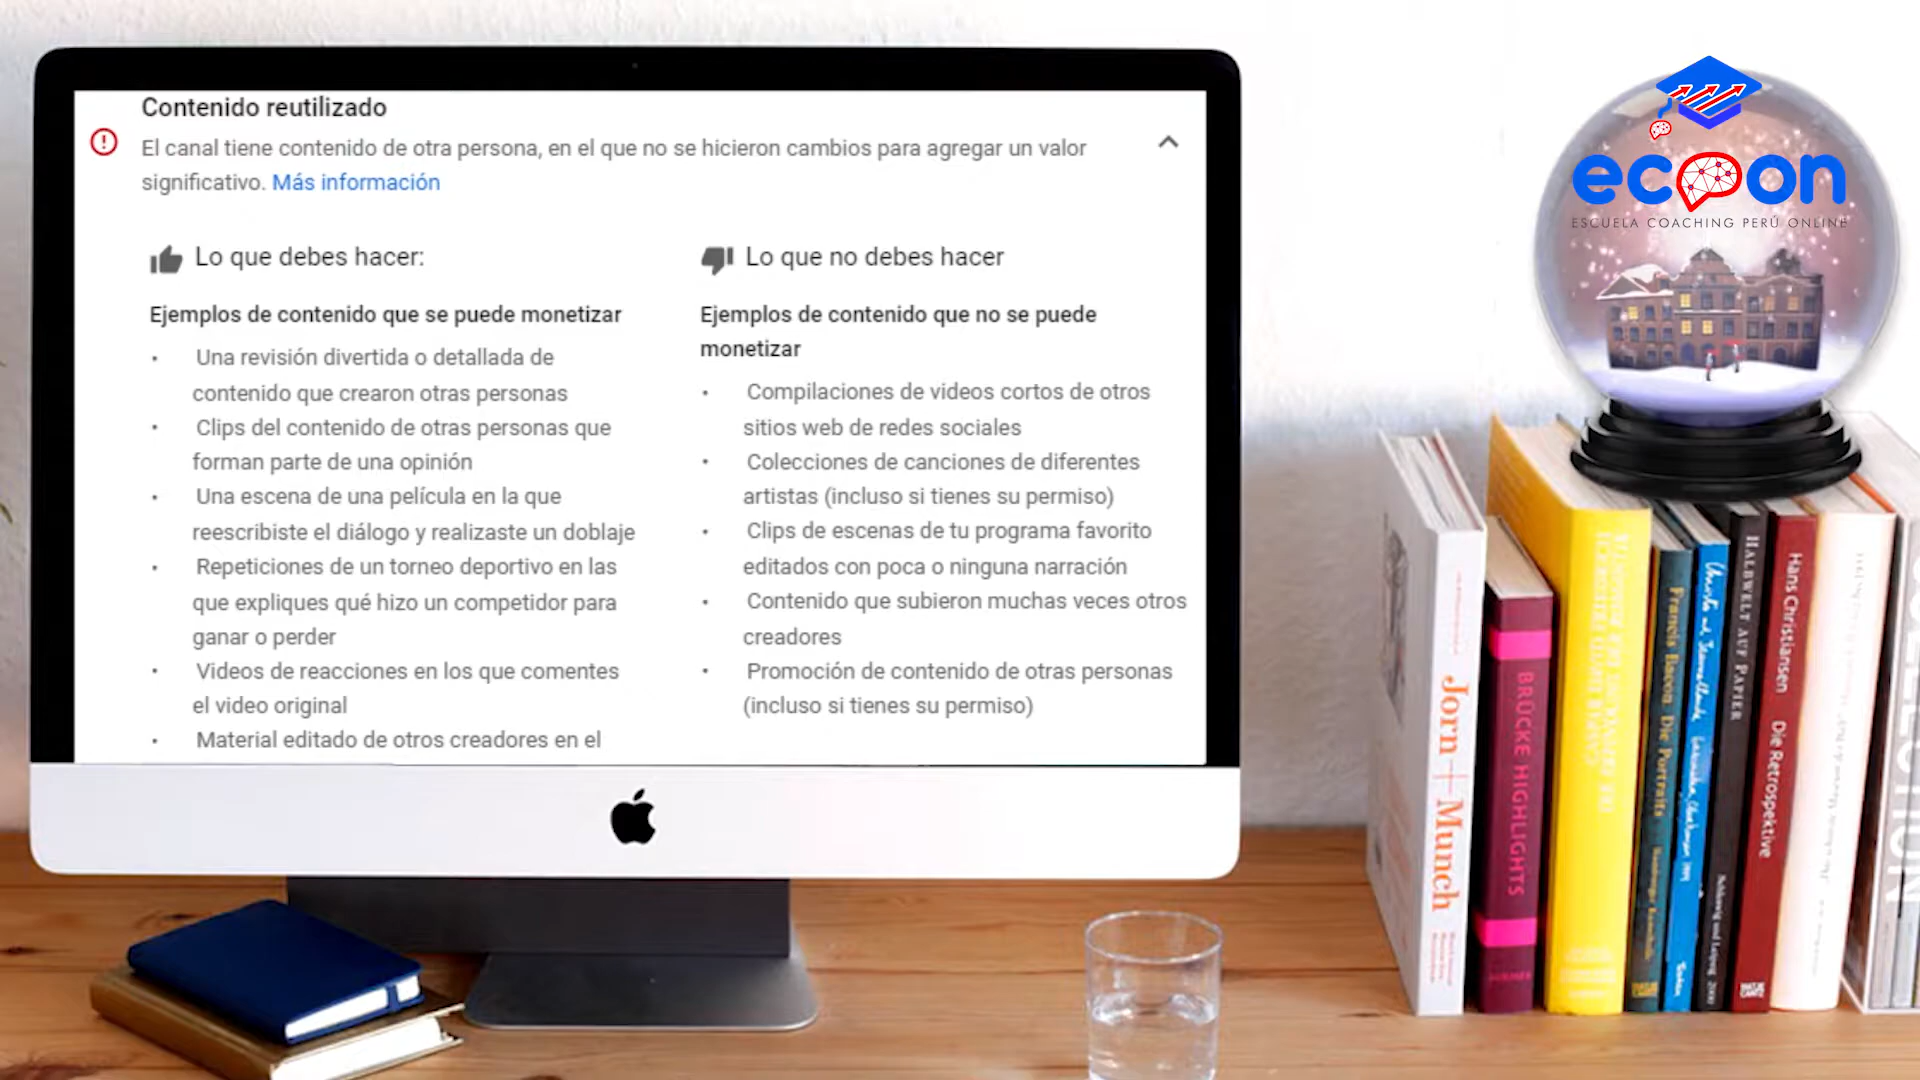 Contenido reutilizado
El canal tiene contenido de otra persona, en el que no se hicieron cambios para agregar un valor
significativo. Más información
Lo que debes hacer:
Ejemplos de contenido que se puede monetizar
• Una revisión divertida o detallada de
contenido que crearon otras personas
• Clips del contenido de otras personas que
forman parte de una opinión
• Una escena de una película en la que
reescribiste el diálogo y realizaste un doblaje
• Repeticiones de un torneo deportivo en las
que expliques qué hizo un competidor para
ganar o perder
• Videos de reacciones en los que comentes
el video original
• Material editado de otros creadores en el
Lo que no debes hacer
Ejemplos de contenido que no se puede
monetizar
• Compilaciones de videos cortos de otros
sitios web de redes sociales
• Colecciones de canciones de diferentes
artistas (incluso si tienes su permiso)
• Clips de escenas de tu programa favorito
editados con poca o ninguna narración
• Contenido que subieron muchas veces otros
creadores
• Promoción de contenido de otras personas
(incluso si tienes su permiso)
ecoon
ESCUELA COACHING PERÚ ONLINE
Jorn + Munch
BRÜCKE HIGHLIGHTS
Francis Bacon Die Portraits
HALBWELT AUF PAPIER
Hans Christiansen Die Retrospektive